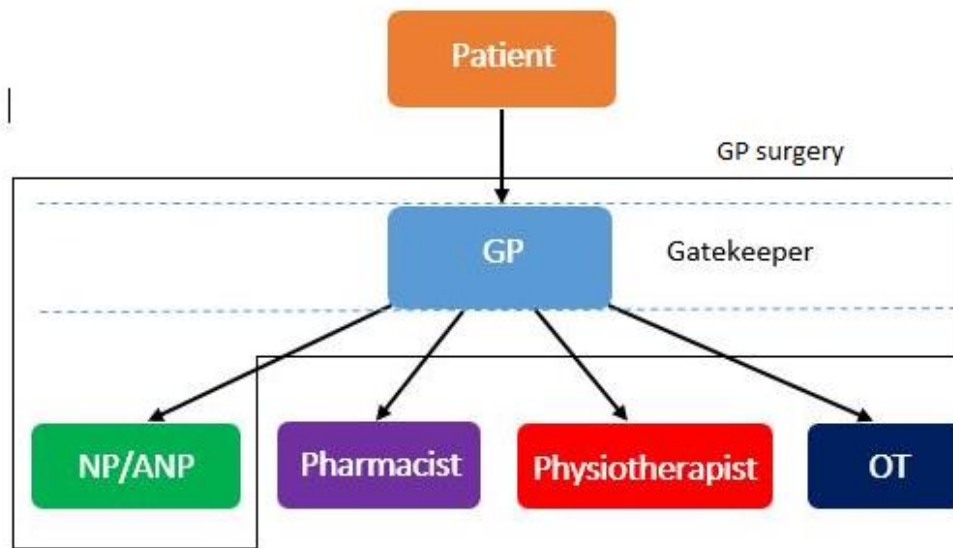 Patient
GP surgery
GP
Gatekeeper
NP/ANP
Pharmacist
Physiotherapist
OT